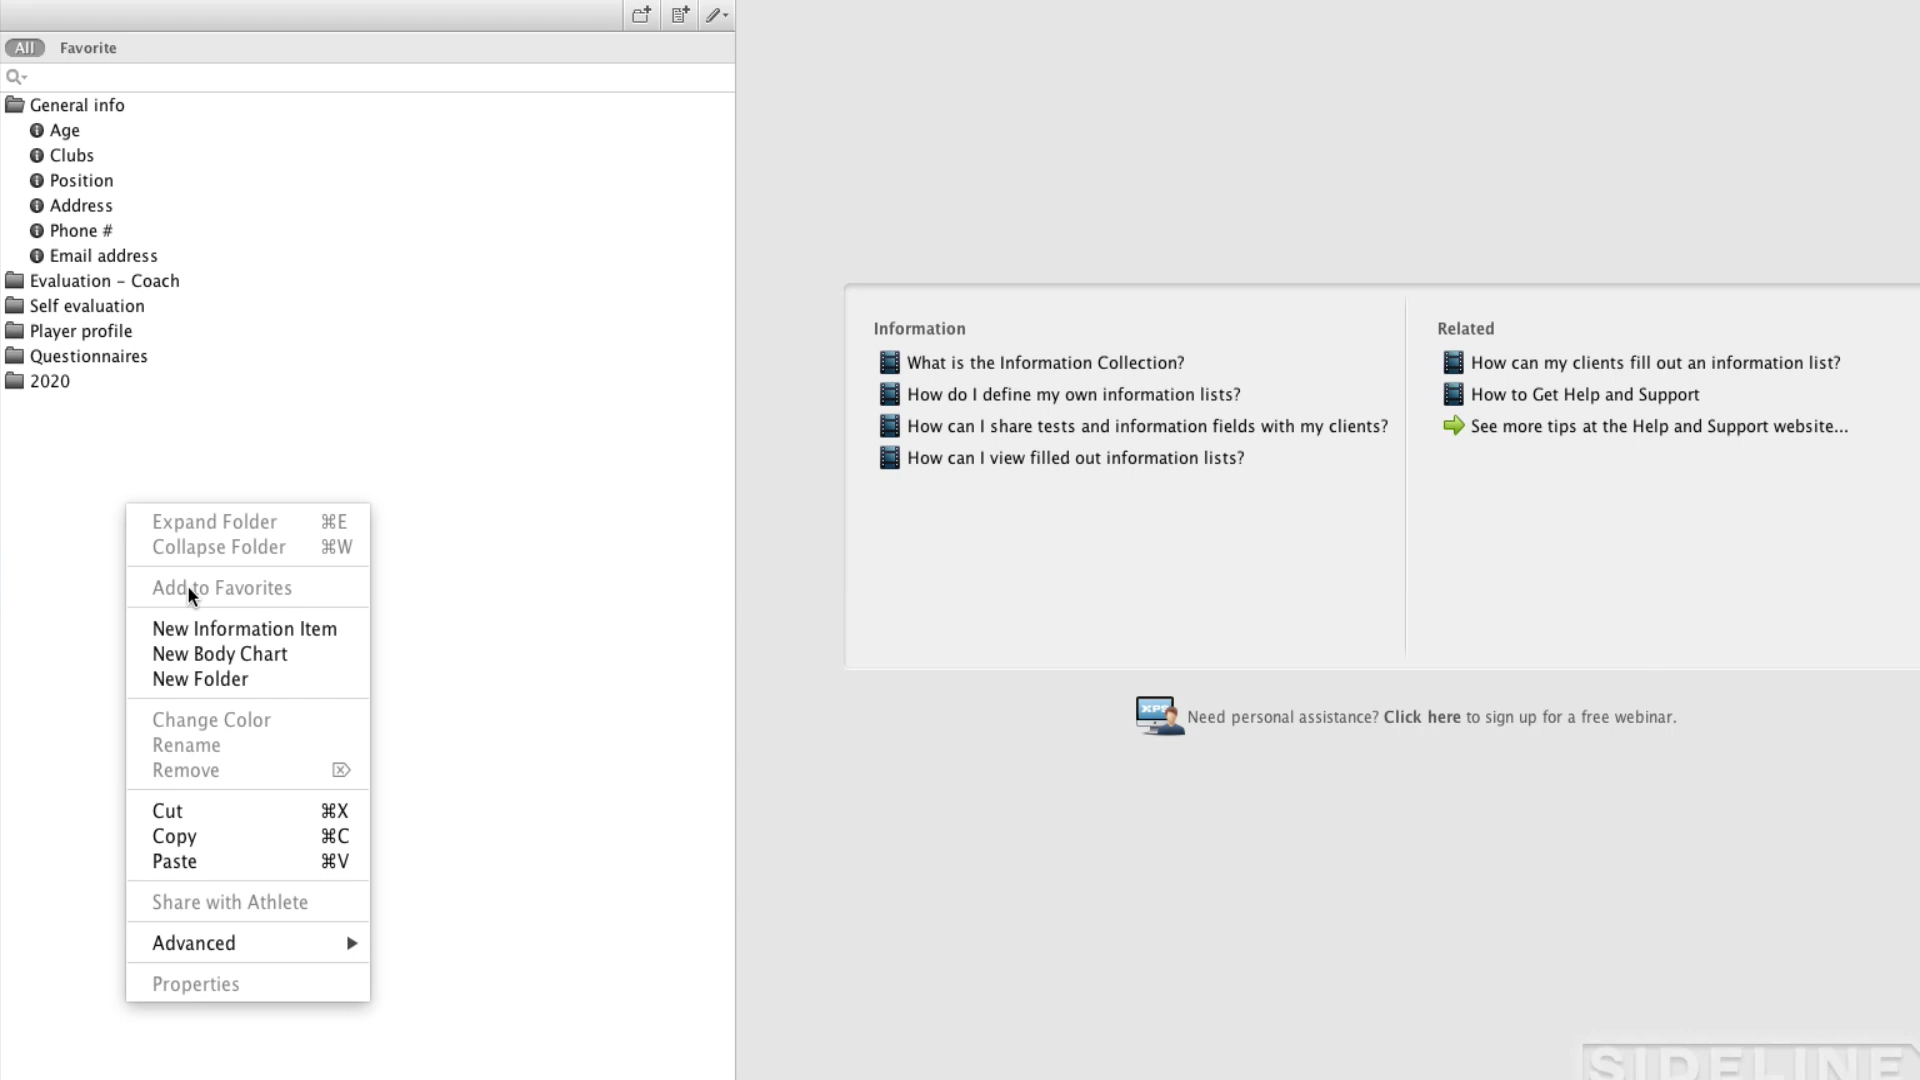 All Favorite
General info
Age
Clubs
Position
Address
Phone #
Email address
Evaluation - Coach
Self evaluation
Player profile
Questionnaires
2020
Expand Folder ⌘E
Collapse Folder ⌘W
Add to Favorites
New Information Item
New Body Chart
New Folder
Change Color
Rename
Remove ⌦
Cut ⌘X
Copy ⌘C
Paste ⌘V
Share with Athlete
Advanced
Properties
Information
What is the Information Collection?
How do I define my own information lists?
How can I share tests and information fields with my clients?
How can I view filled out information lists?
Related
How can my clients fill out an information list?
How to Get Help and Support
See more tips at the Help and Support website...
XPS
Need personal assistance? Click here to sign up for a free webinar.
SIDELINE